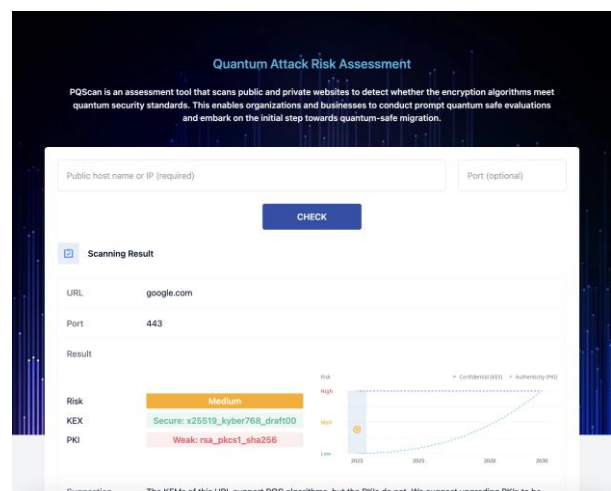 Quantum Attack Risk Assessment
PQScan is an assessment tool that scans public and private websites to detect whether the encryption algorithms meet
quantum security standards. This enables organizations and businesses to conduct prompt quantum safe evaluations
and embark on the initial step towards quantum-safe migration.
Public host name or IP (required)
Port (optional)
CHECK
Scanning Result
URL google.com
Port 443
Result
Risk Medium
KEX Secure: x25519_kyber768_draft00
PKI Weak: rsa_pkcs1_sha256
Risk
Confidential (KEX) Authenticity (PKI)
High
Med
Low
2023 2025 2028 2030
Suggestion The KEMs of this URL support PQC algorithms, but the PKIs do not. We suggest upgrading PKIs to be